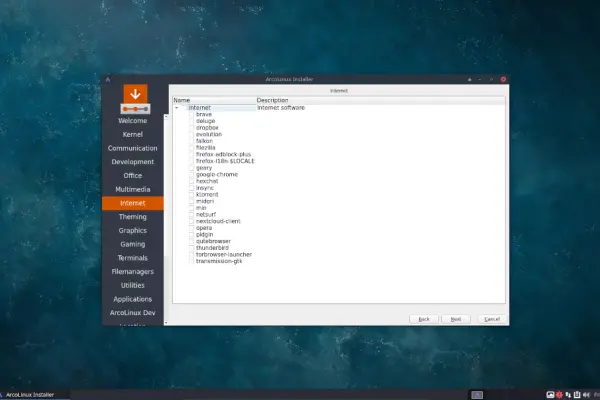 ArcoLinux Installer
Internet
Welcome
Kernel
Communication
Development
Office
Multimedia
Internet
Theming
Graphics
Gaming
Terminals
Filemanagers
Utilities
Applications
ArcoLinux Dev
Name Description
Internet Internet software
brave
deluge
dropbox
evolution
falkon
filezilla
firefox-adblock-plus
firefox-i18n-$LOCALE
geary
google-chrome
hexchat
insync
ktorrent
midori
min
netsurf
nextcloud-client
opera
pidgin
qutebrowser
thunderbird
torbrowser-launcher
transmission-gtk
Back Next Cancel
ArcoLinux Installer